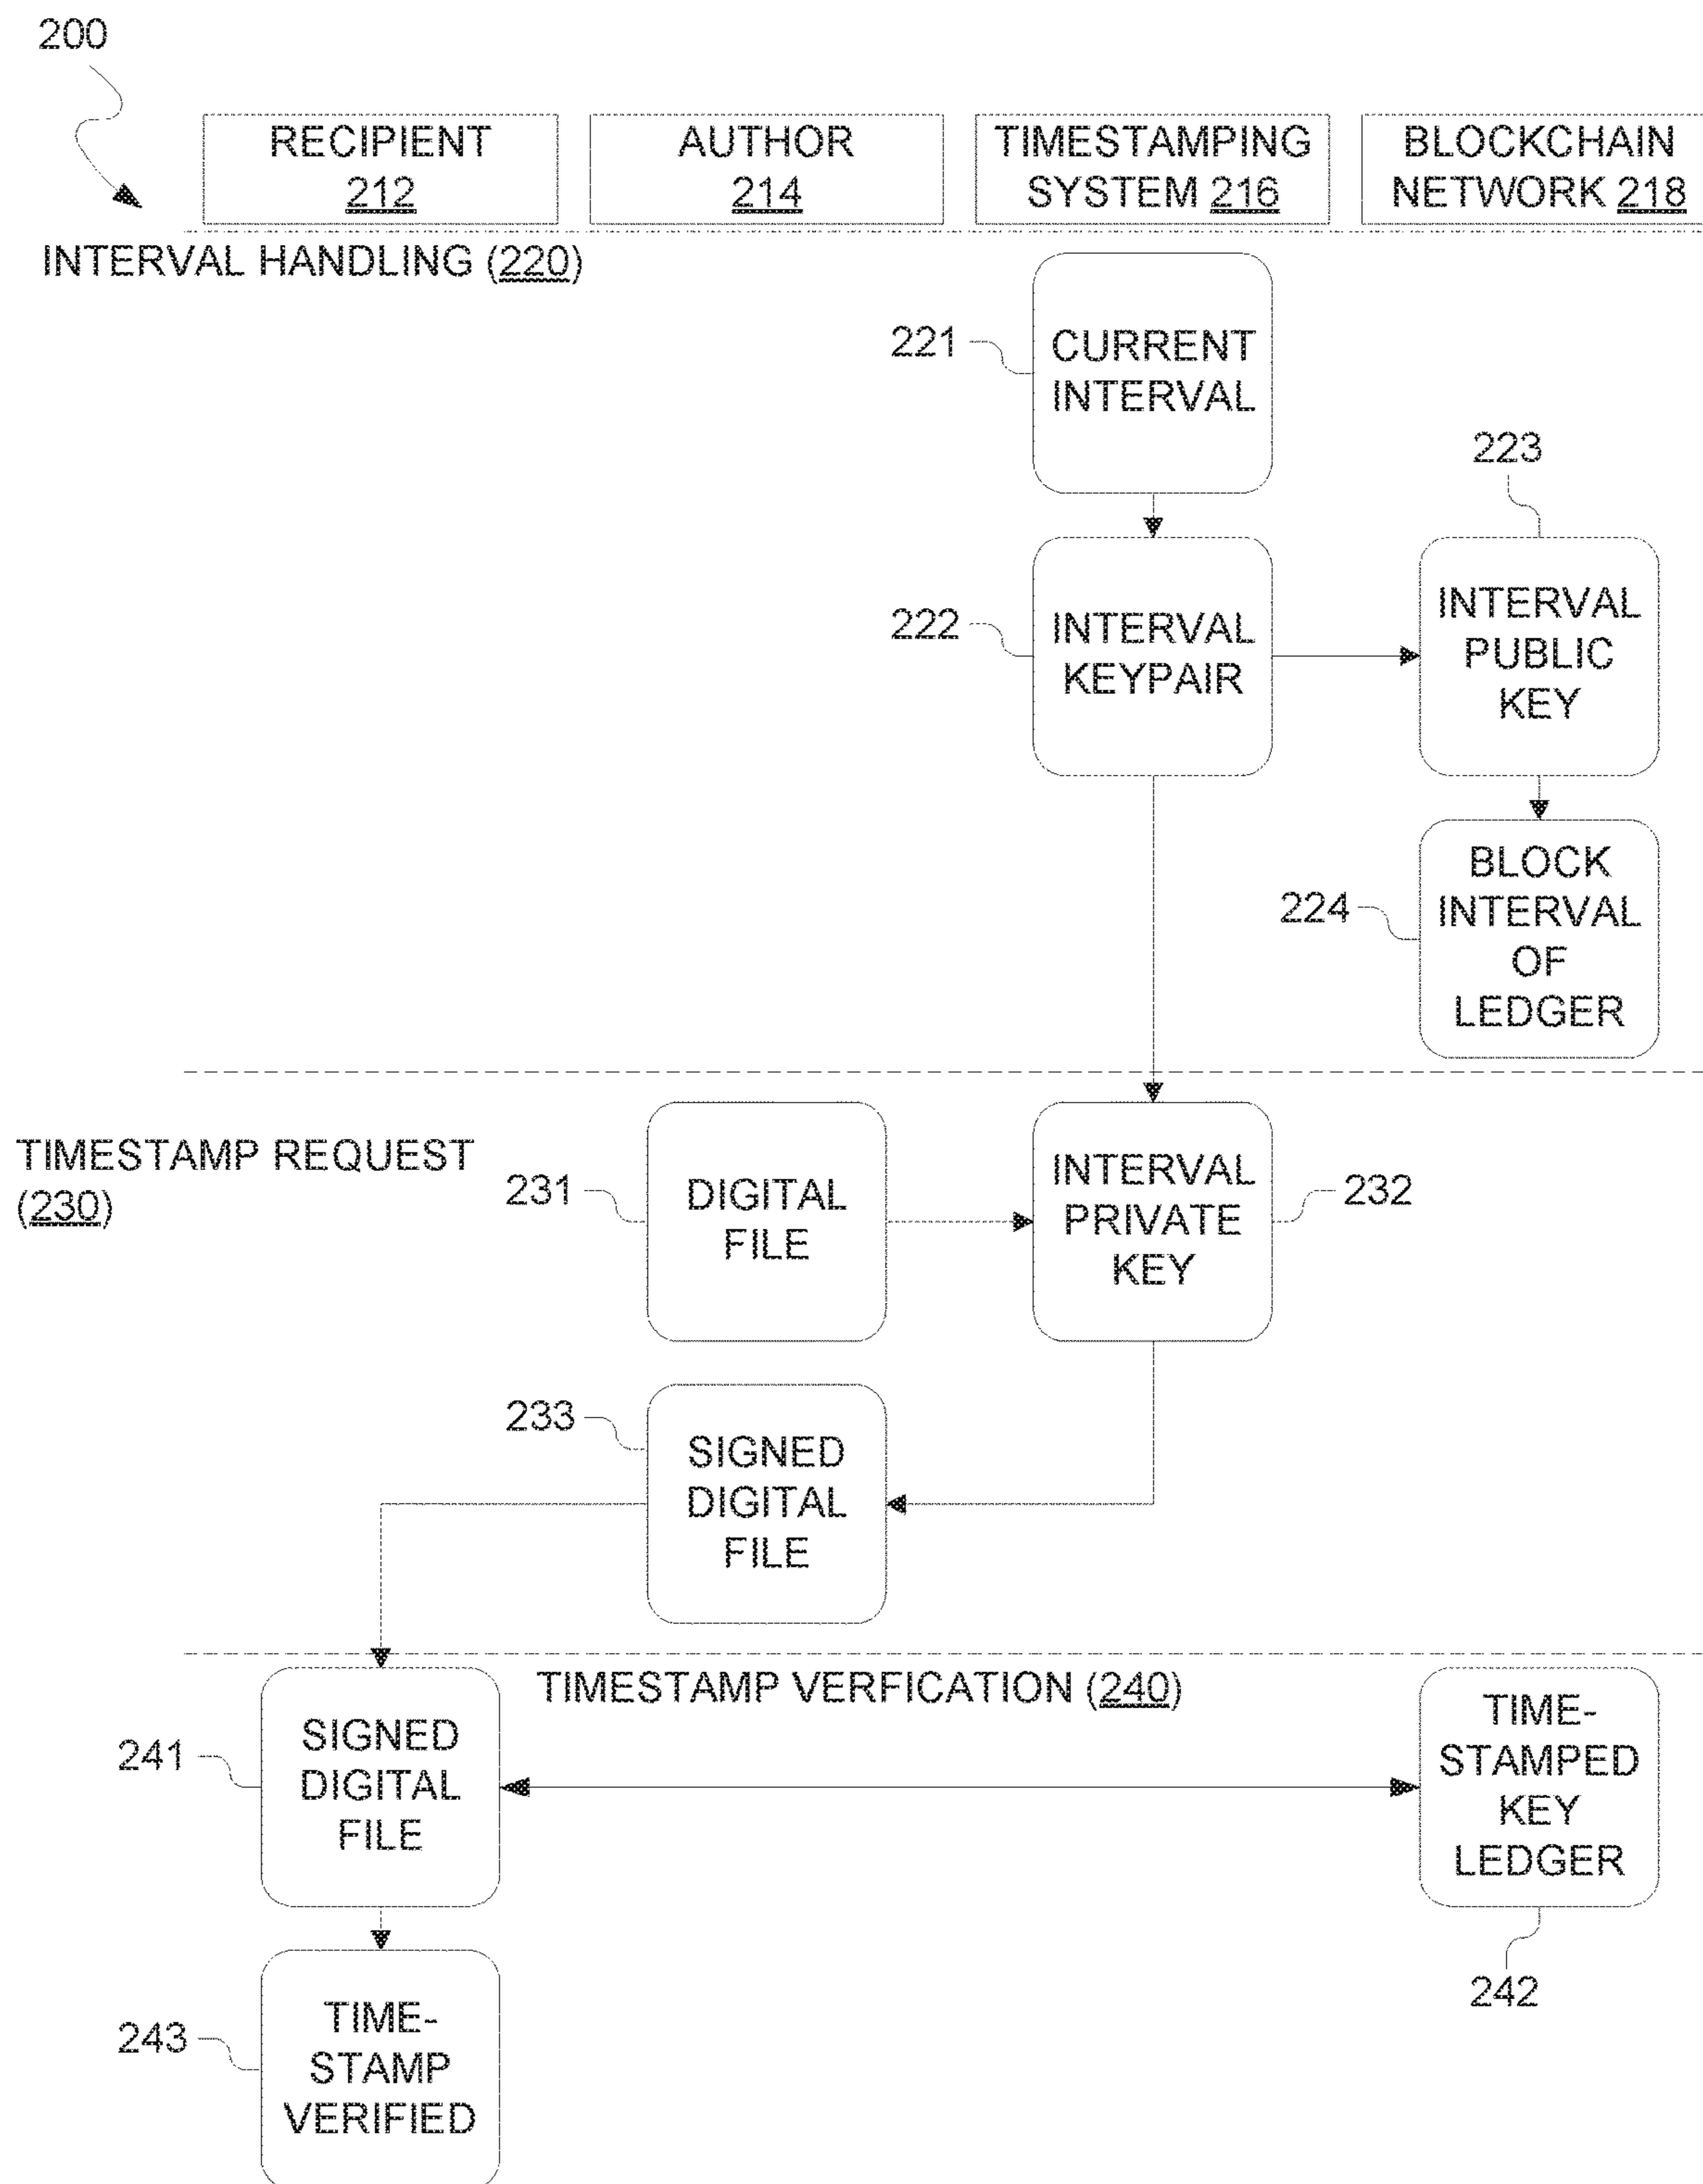 200
RECIPIENT
212
AUTHOR
214
TIMESTAMPING
SYSTEM 216
BLOCKCHAIN
NETWORK 218
INTERVAL HANDLING (220)
221
CURRENT
INTERVAL
223
222
INTERVAL
KEYPAIR
INTERVAL
PUBLIC
KEY
224
BLOCK
INTERVAL
OF
LEDGER
TIMESTAMP REQUEST
(230)
231
DIGITAL
FILE
INTERVAL
PRIVATE
KEY
232
233
SIGNED
DIGITAL
FILE
TIMESTAMP VERFICATION (240)
241
SIGNED
DIGITAL
FILE
TIME-
STAMPED
KEY
LEDGER
242
243
TIME-
STAMP
VERIFIED